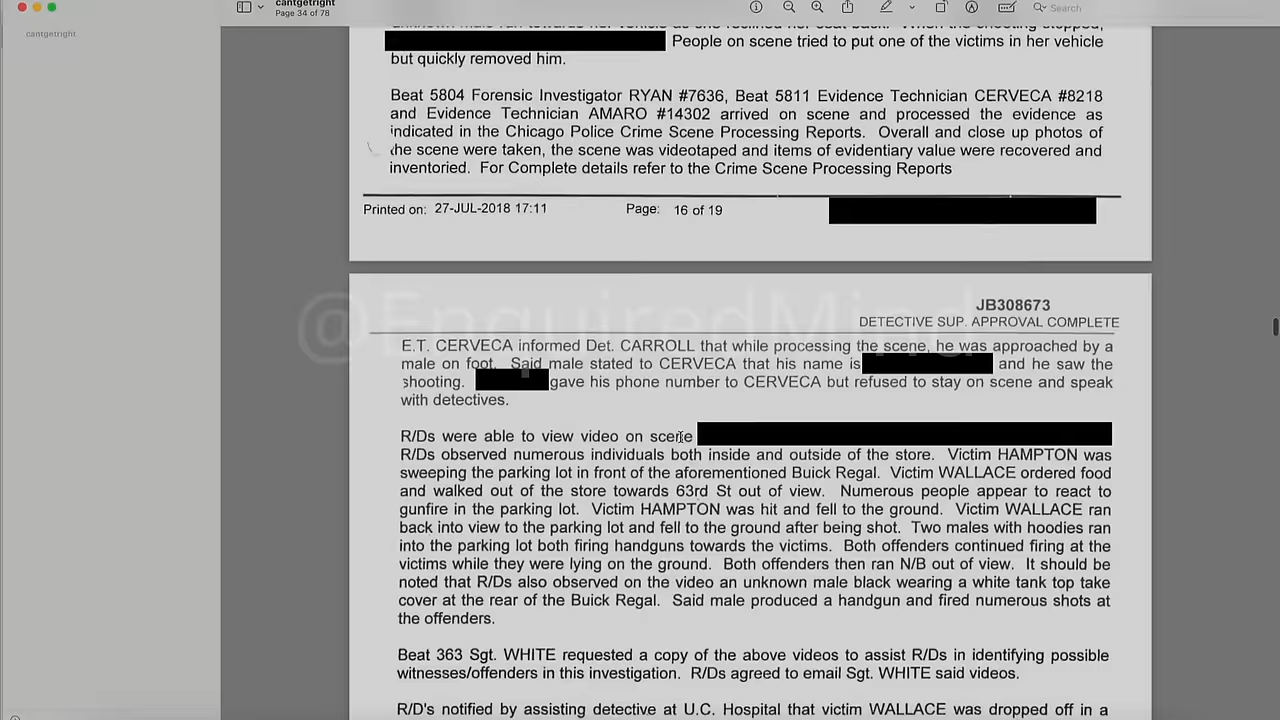 cantgetright
Page 34 of 78
Search
cantgetright
People on scene tried to put one of the victims in her vehicle
but quickly removed him.
Beat 5804 Forensic Investigator RYAN #7636, Beat 5811 Evidence Technician CERVECA #8218
and Evidence Technician AMARO #14302 arrived on scene and processed the evidence as
indicated in the Chicago Police Crime Scene Processing Reports. Overall and close up photos of
the scene were taken, the scene was videotaped and items of evidentiary value were recovered and
inventoried. For Complete details refer to the Crime Scene Processing Reports
Printed on: 27-JUL-2018 17:11 Page: 16 of 19
@EnquiredMind
JB308673
DETECTIVE SUP. APPROVAL COMPLETE
E.T. CERVECA informed Det. CARROLL that while processing the scene, he was approached by a
male on foot. Said male stated to CERVECA that his name is and he saw the
shooting. gave his phone number to CERVECA but refused to stay on scene and speak
with detectives.
R/Ds were able to view video on scene
R/Ds observed numerous individuals both inside and outside of the store. Victim HAMPTON was
sweeping the parking lot in front of the aforementioned Buick Regal. Victim WALLACE ordered food
and walked out of the store towards 63rd St out of view. Numerous people appear to react to
gunfire in the parking lot. Victim HAMPTON was hit and fell to the ground. Victim WALLACE ran
back into view to the parking lot and fell to the ground after being shot. Two males with hoodies ran
into the parking lot both firing handguns towards the victims. Both offenders continued firing at the
victims while they were lying on the ground. Both offenders then ran N/B out of view. It should be
noted that R/Ds also observed on the video an unknown male black wearing a white tank top take
cover at the rear of the Buick Regal. Said male produced a handgun and fired numerous shots at
the offenders.
Beat 363 Sgt. WHITE requested a copy of the above videos to assist R/Ds in identifying possible
witnesses/offenders in this investigation. R/Ds agreed to email Sgt. WHITE said videos.
R/D's notified by assisting detective at U.C. Hospital that victim WALLACE was dropped off in a